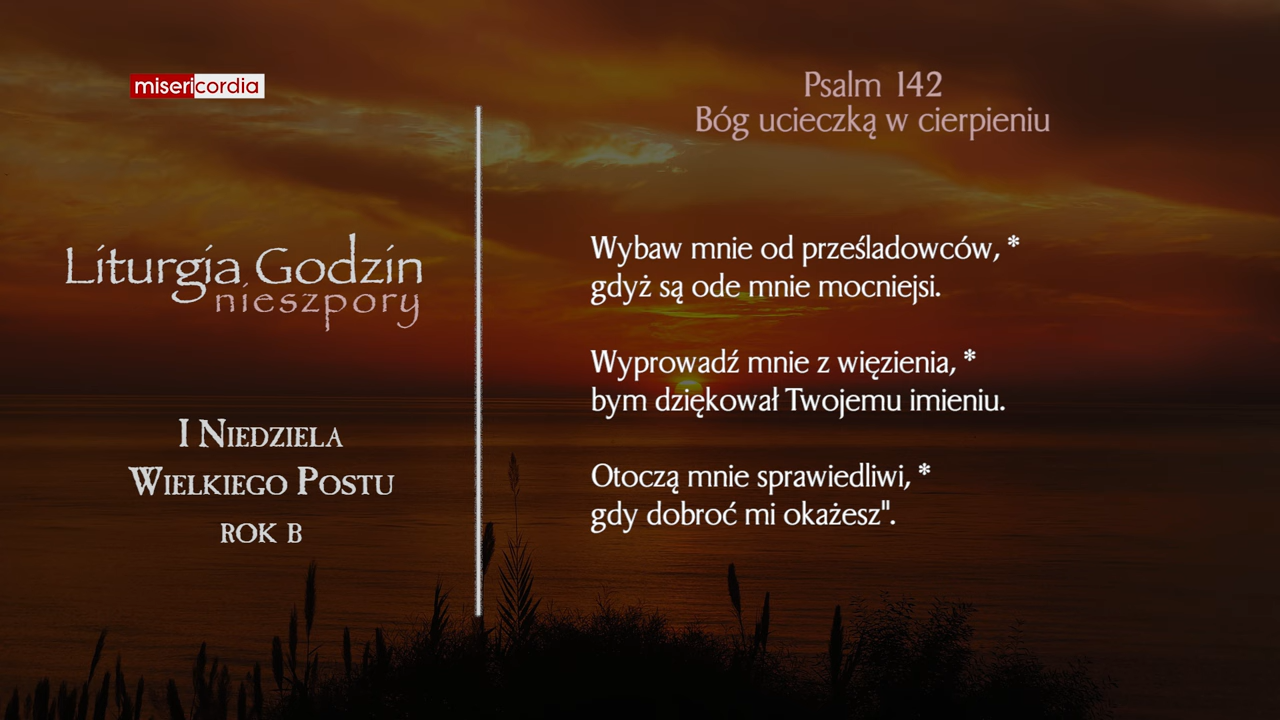 misericordia
Liturgia Godzin
nieszpory
I Niedziela
Wielkiego Postu
rok B
Psalm 142
Bóg ucieczką w cierpieniu
Wybaw mnie od prześladowców, *
gdyż są ode mnie mocniejsi.
Wyprowadź mnie z więzienia, *
bym dziękował Twojemu imieniu.
Otoczą mnie sprawiedliwi, *
gdy dobroć mi okażesz".